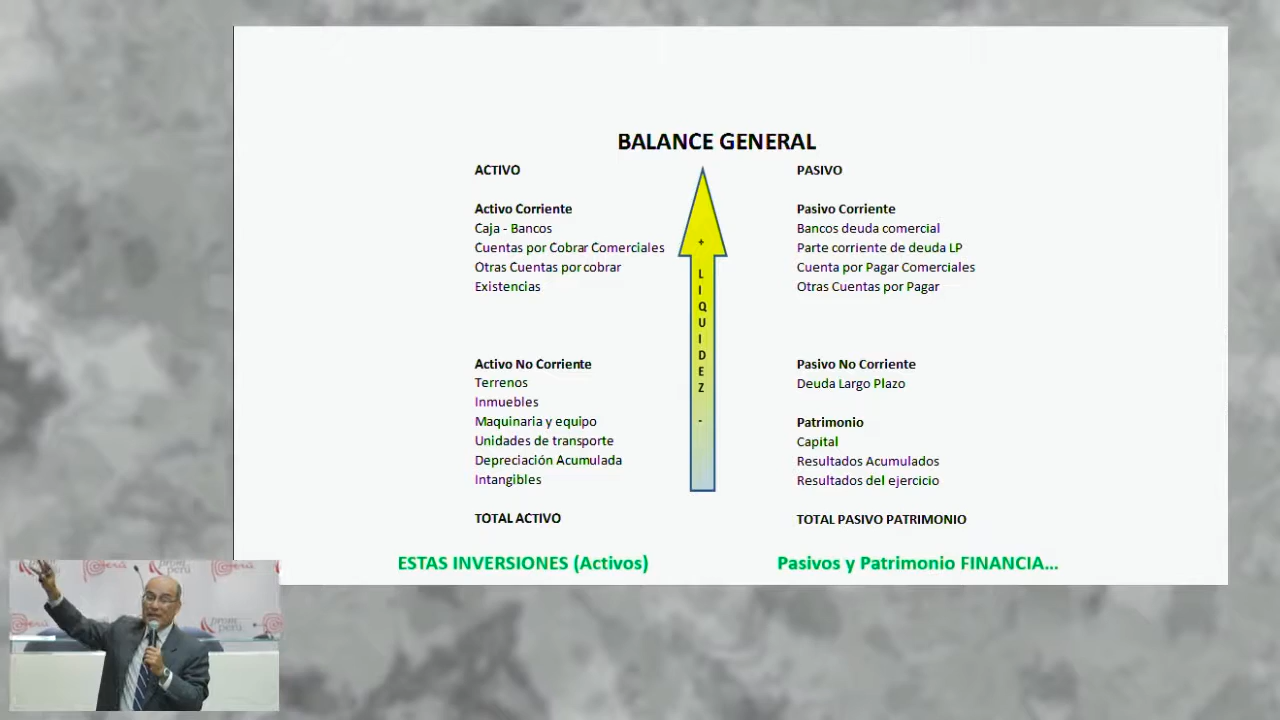 BALANCE GENERAL
ACTIVO
Activo Corriente
Caja - Bancos
Cuentas por Cobrar Comerciales
Otras Cuentas por cobrar
Existencias
Activo No Corriente
Terrenos
Inmuebles
Maquinaria y equipo
Unidades de transporte
Depreciación Acumulada
Intangibles
TOTAL ACTIVO
ESTAS INVERSIONES (Activos)
+
LIQUIDEZ
-
PASIVO
Pasivo Corriente
Bancos deuda comercial
Parte corriente de deuda LP
Cuenta por Pagar Comerciales
Otras Cuentas por Pagar
Pasivo No Corriente
Deuda Largo Plazo
Patrimonio
Capital
Resultados Acumulados
Resultados del ejercicio
TOTAL PASIVO PATRIMONIO
Pasivos y Patrimonio FINANCIA...
perú